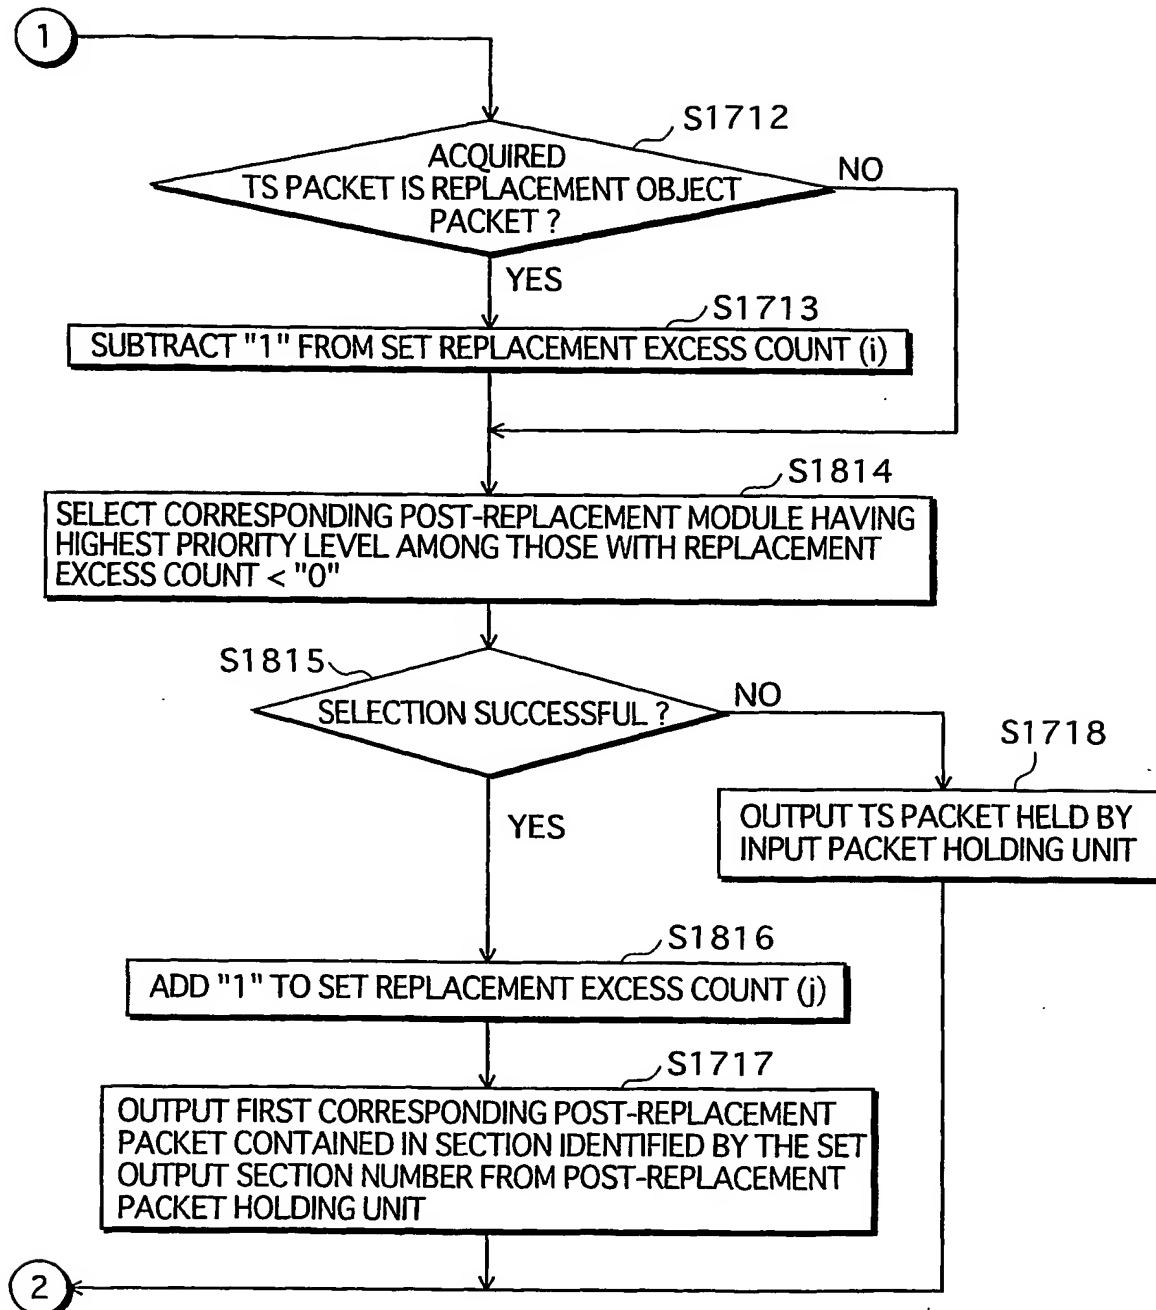 1
S1712
ACQUIRED
TS PACKET IS REPLACEMENT OBJECT
PACKET ?
NO
YES
S1713
SUBTRACT "1" FROM SET REPLACEMENT EXCESS COUNT (i)
S1814
SELECT CORRESPONDING POST-REPLACEMENT MODULE HAVING
HIGHEST PRIORITY LEVEL AMONG THOSE WITH REPLACEMENT
EXCESS COUNT < "0"
S1815
SELECTION SUCCESSFUL ?
NO
YES
S1718
OUTPUT TS PACKET HELD BY
INPUT PACKET HOLDING UNIT
S1816
ADD "1" TO SET REPLACEMENT EXCESS COUNT (j)
S1717
OUTPUT FIRST CORRESPONDING POST-REPLACEMENT
PACKET CONTAINED IN SECTION IDENTIFIED BY THE SET
OUTPUT SECTION NUMBER FROM POST-REPLACEMENT
PACKET HOLDING UNIT
2